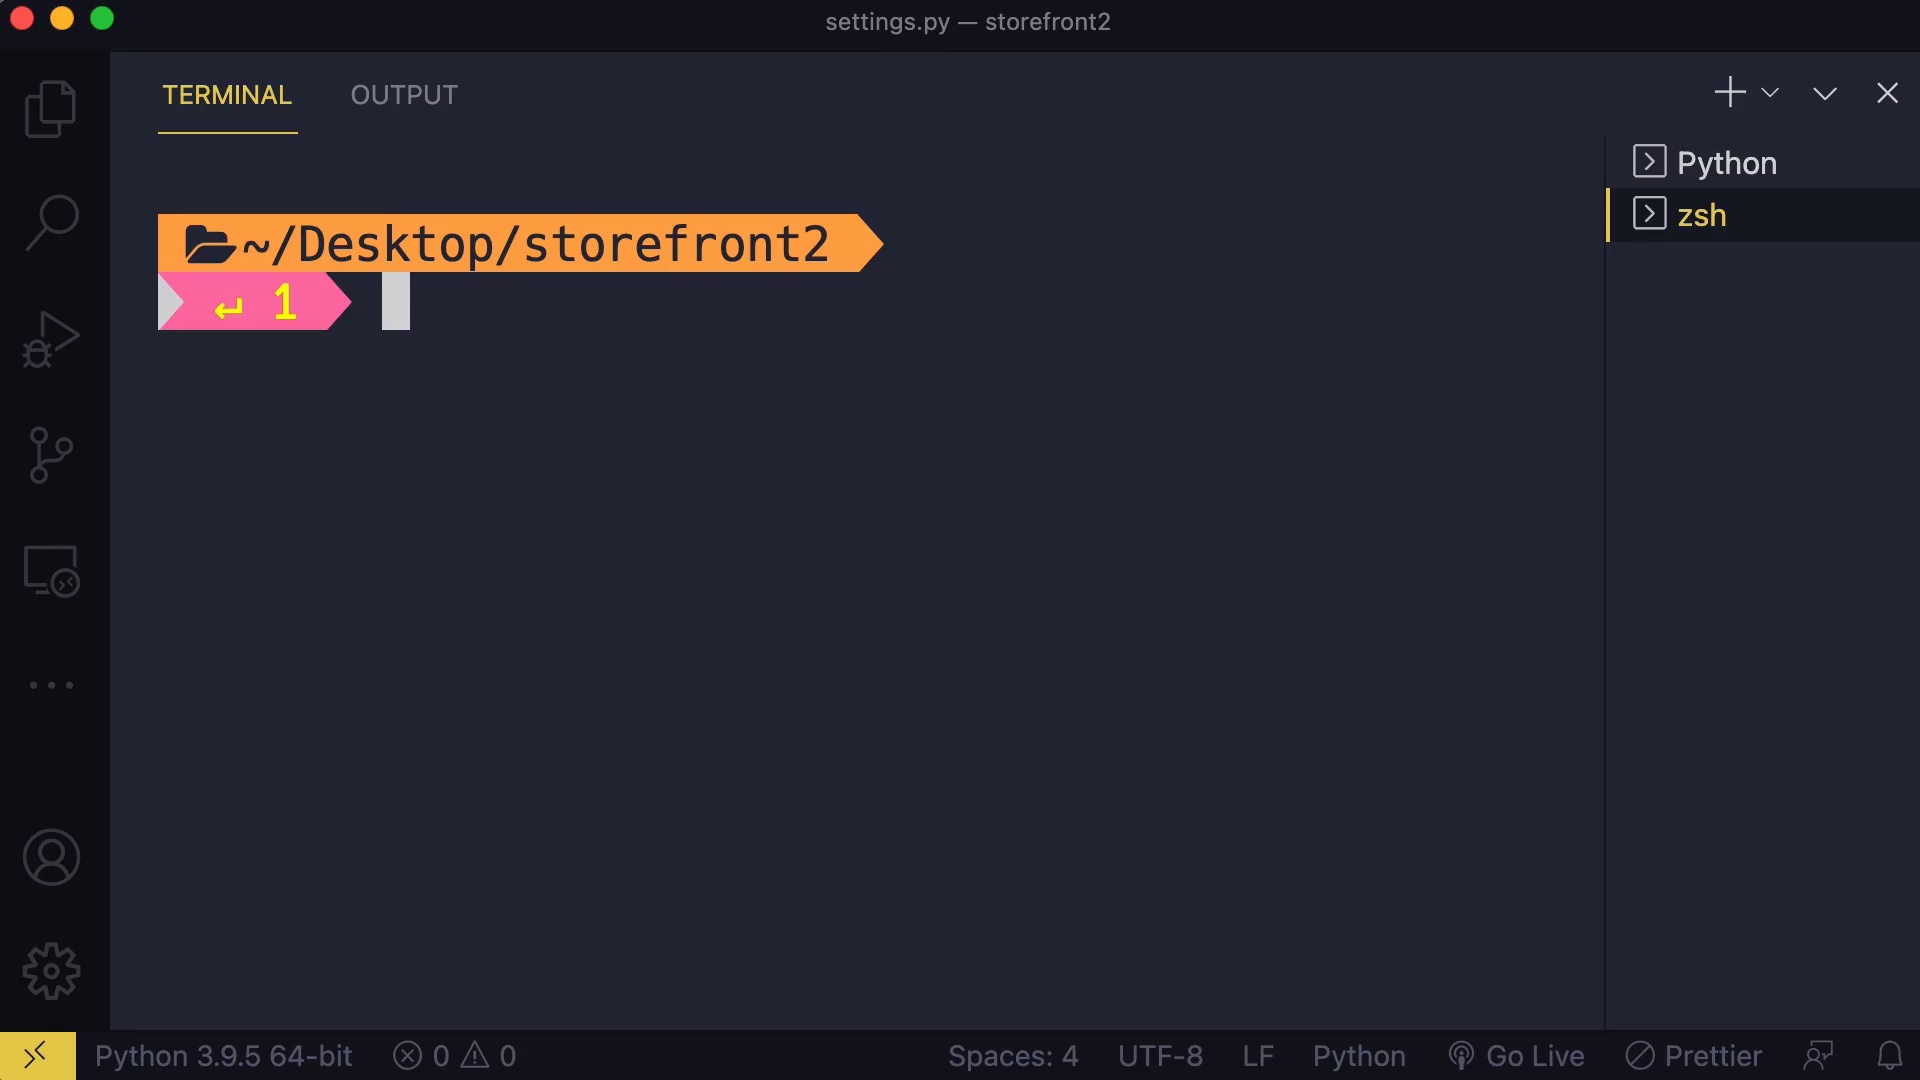 settings.py — storefront2
TERMINAL OUTPUT
Python
zsh
~/Desktop/storefront2
↵ 1
Python 3.9.5 64-bit 0 0 Spaces: 4 UTF-8 LF Python Go Live Prettier